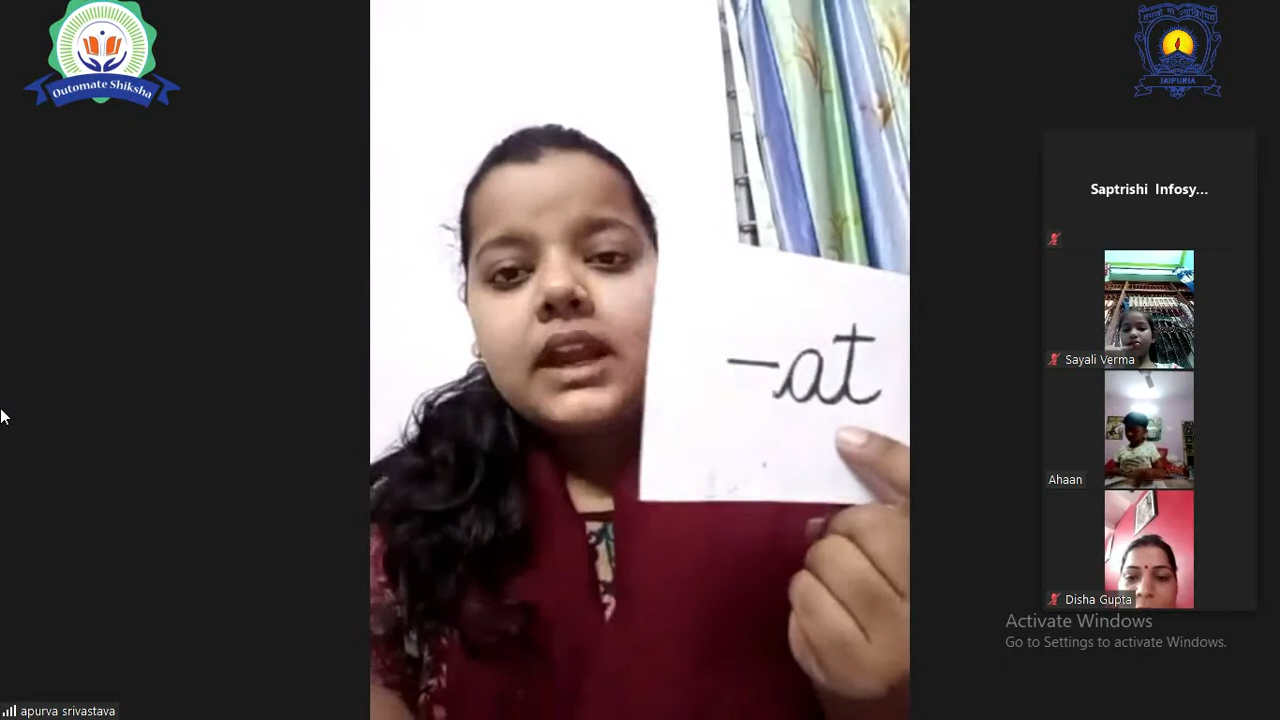 Outomate Shiksha
JAIPURIA
Saptrishi Infosy...
-at
Sayali Verma
Ahaan
Disha Gupta
Activate Windows
Go to Settings to activate Windows.
apurva srivastava